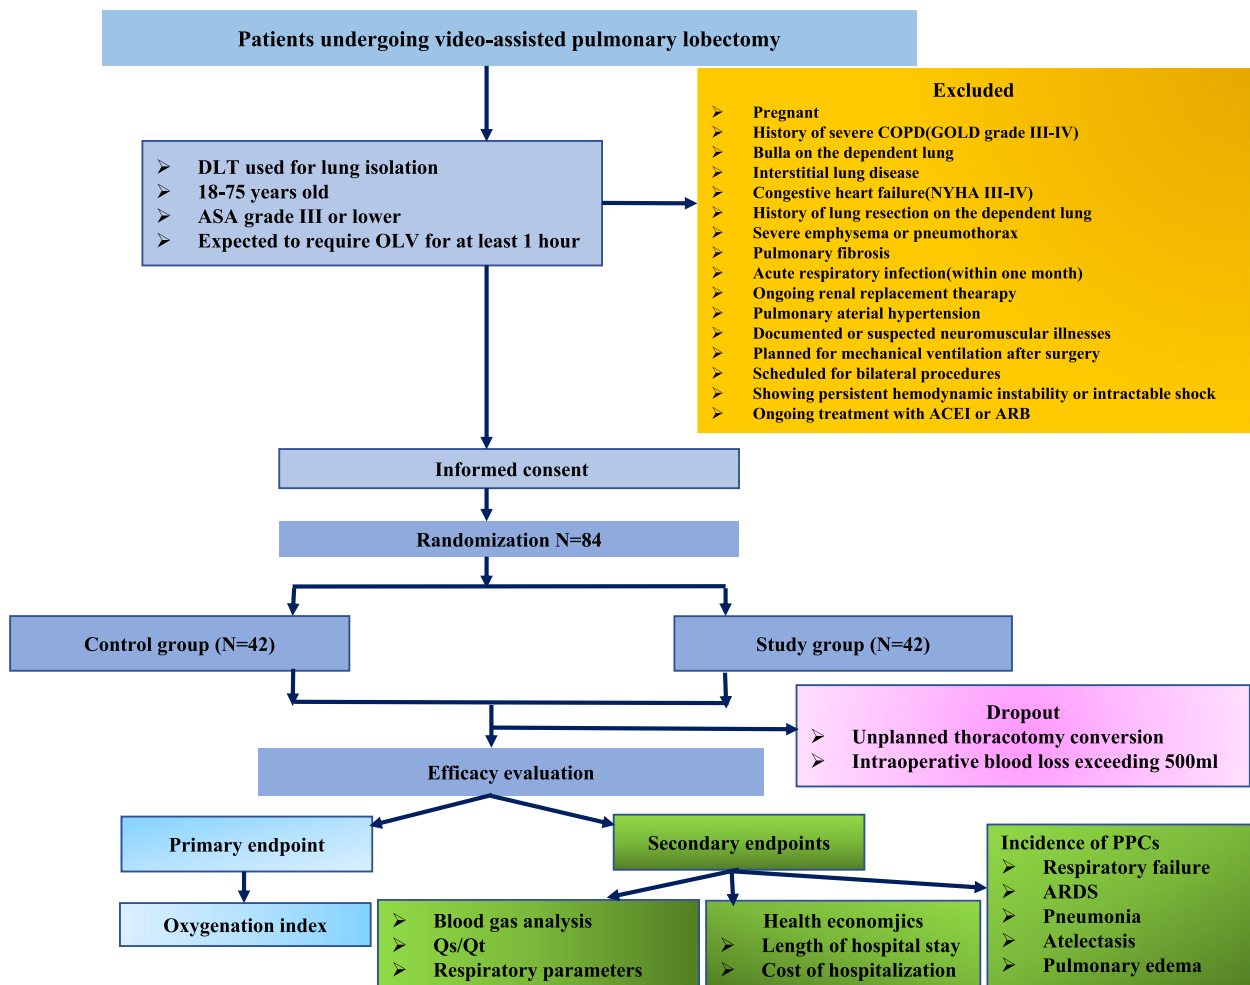 Patients undergoing video-assisted pulmonary lobectomy
Excluded
➢ Pregnant
➢ History of severe COPD(GOLD grade III-IV)
➢ Bulla on the dependent lung
➢ Interstitial lung disease
➢ Congestive heart failure(NYHA III-IV)
➢ History of lung resection on the dependent lung
➢ Severe emphysema or pneumothorax
➢ Pulmonary fibrosis
➢ Acute respiratory infection(within one month)
➢ Ongoing renal replacement thearapy
➢ Pulmonary aterial hypertension
➢ Documented or suspected neuromuscular illnesses
➢ Planned for mechanical ventilation after surgery
➢ Scheduled for bilateral procedures
➢ Showing persistent hemodynamic instability or intractable shock
➢ Ongoing treatment with ACEI or ARB
➢ DLT used for lung isolation
➢ 18-75 years old
➢ ASA grade III or lower
➢ Expected to require OLV for at least 1 hour
Informed consent
Randomization N=84
Control group (N=42)
Study group (N=42)
Dropout
➢ Unplanned thoracotomy conversion
➢ Intraoperative blood loss exceeding 500ml
Efficacy evaluation
Primary endpoint
Secondary endpoints
Oxygenation index
➢ Blood gas analysis
➢ Qs/Qt
➢ Respiratory parameters
Health economjics
➢ Length of hospital stay
➢ Cost of hospitalization
Incidence of PPCs
➢ Respiratory failure
➢ ARDS
➢ Pneumonia
➢ Atelectasis
➢ Pulmonary edema